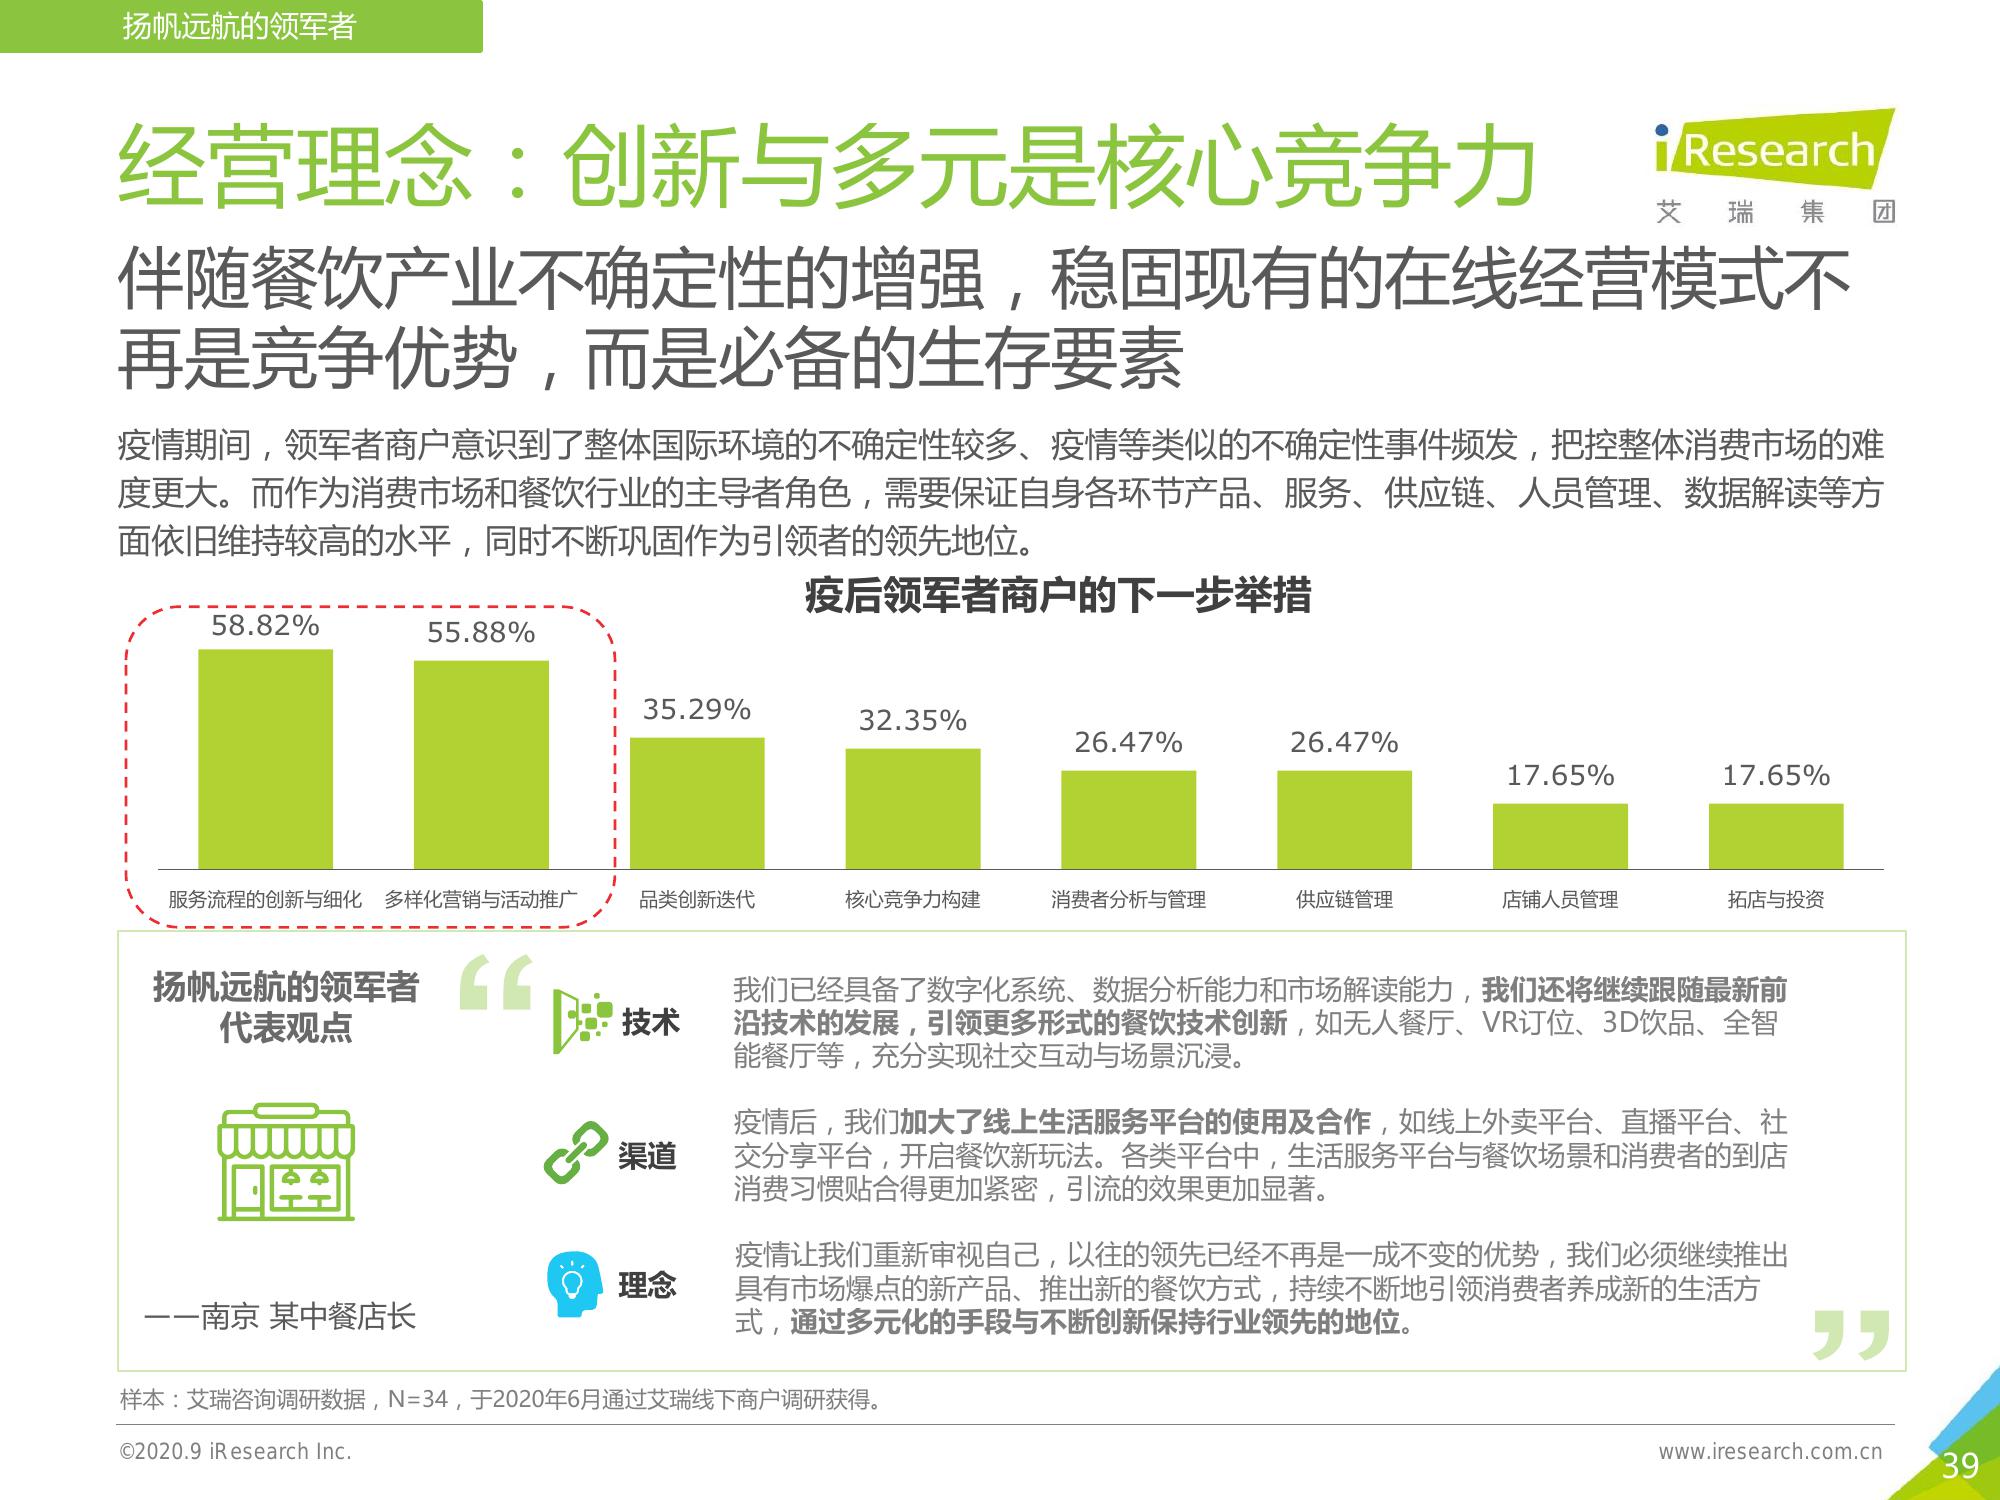 扬帆远航的领军者
经营理念：创新与多元是核心竞争力
iResearch
艾瑞集团
伴随餐饮产业不确定性的增强，稳固现有的在线经营模式不
再是竞争优势，而是必备的生存要素
疫情期间，领军者商户意识到了整体国际环境的不确定性较多、疫情等类似的不确定性事件频发，把控整体消费市场的难
度更大。而作为消费市场和餐饮行业的主导者角色，需要保证自身各环节产品、服务、供应链、人员管理、数据解读等方
面依旧维持较高的水平，同时不断巩固作为引领者的领先地位。
疫后领军者商户的下一步举措
58.82%
55.88%
35.29%
32.35%
26.47%
26.47%
17.65%
17.65%
服务流程的创新与细化
多样化营销与活动推广
品类创新迭代
核心竞争力构建
消费者分析与管理
供应链管理
店铺人员管理
拓店与投资
扬帆远航的领军者
代表观点
——南京 某中餐店长
“
技术
我们已经具备了数字化系统、数据分析能力和市场解读能力，我们还将继续跟随最新前
沿技术的发展，引领更多形式的餐饮技术创新，如无人餐厅、VR订位、3D饮品、全智
能餐厅等，充分实现社交互动与场景沉浸。
渠道
疫情后，我们加大了线上生活服务平台的使用及合作，如线上外卖平台、直播平台、社
交分享平台，开启餐饮新玩法。各类平台中，生活服务平台与餐饮场景和消费者的到店
消费习惯贴合得更加紧密，引流的效果更加显著。
理念
疫情让我们重新审视自己，以往的领先已经不再是一成不变的优势，我们必须继续推出
具有市场爆点的新产品、推出新的餐饮方式，持续不断地引领消费者养成新的生活方
式，通过多元化的手段与不断创新保持行业领先的地位。
”
样本：艾瑞咨询调研数据，N=34，于2020年6月通过艾瑞线下商户调研获得。
©2020.9 iResearch Inc.
www.iresearch.com.cn
39